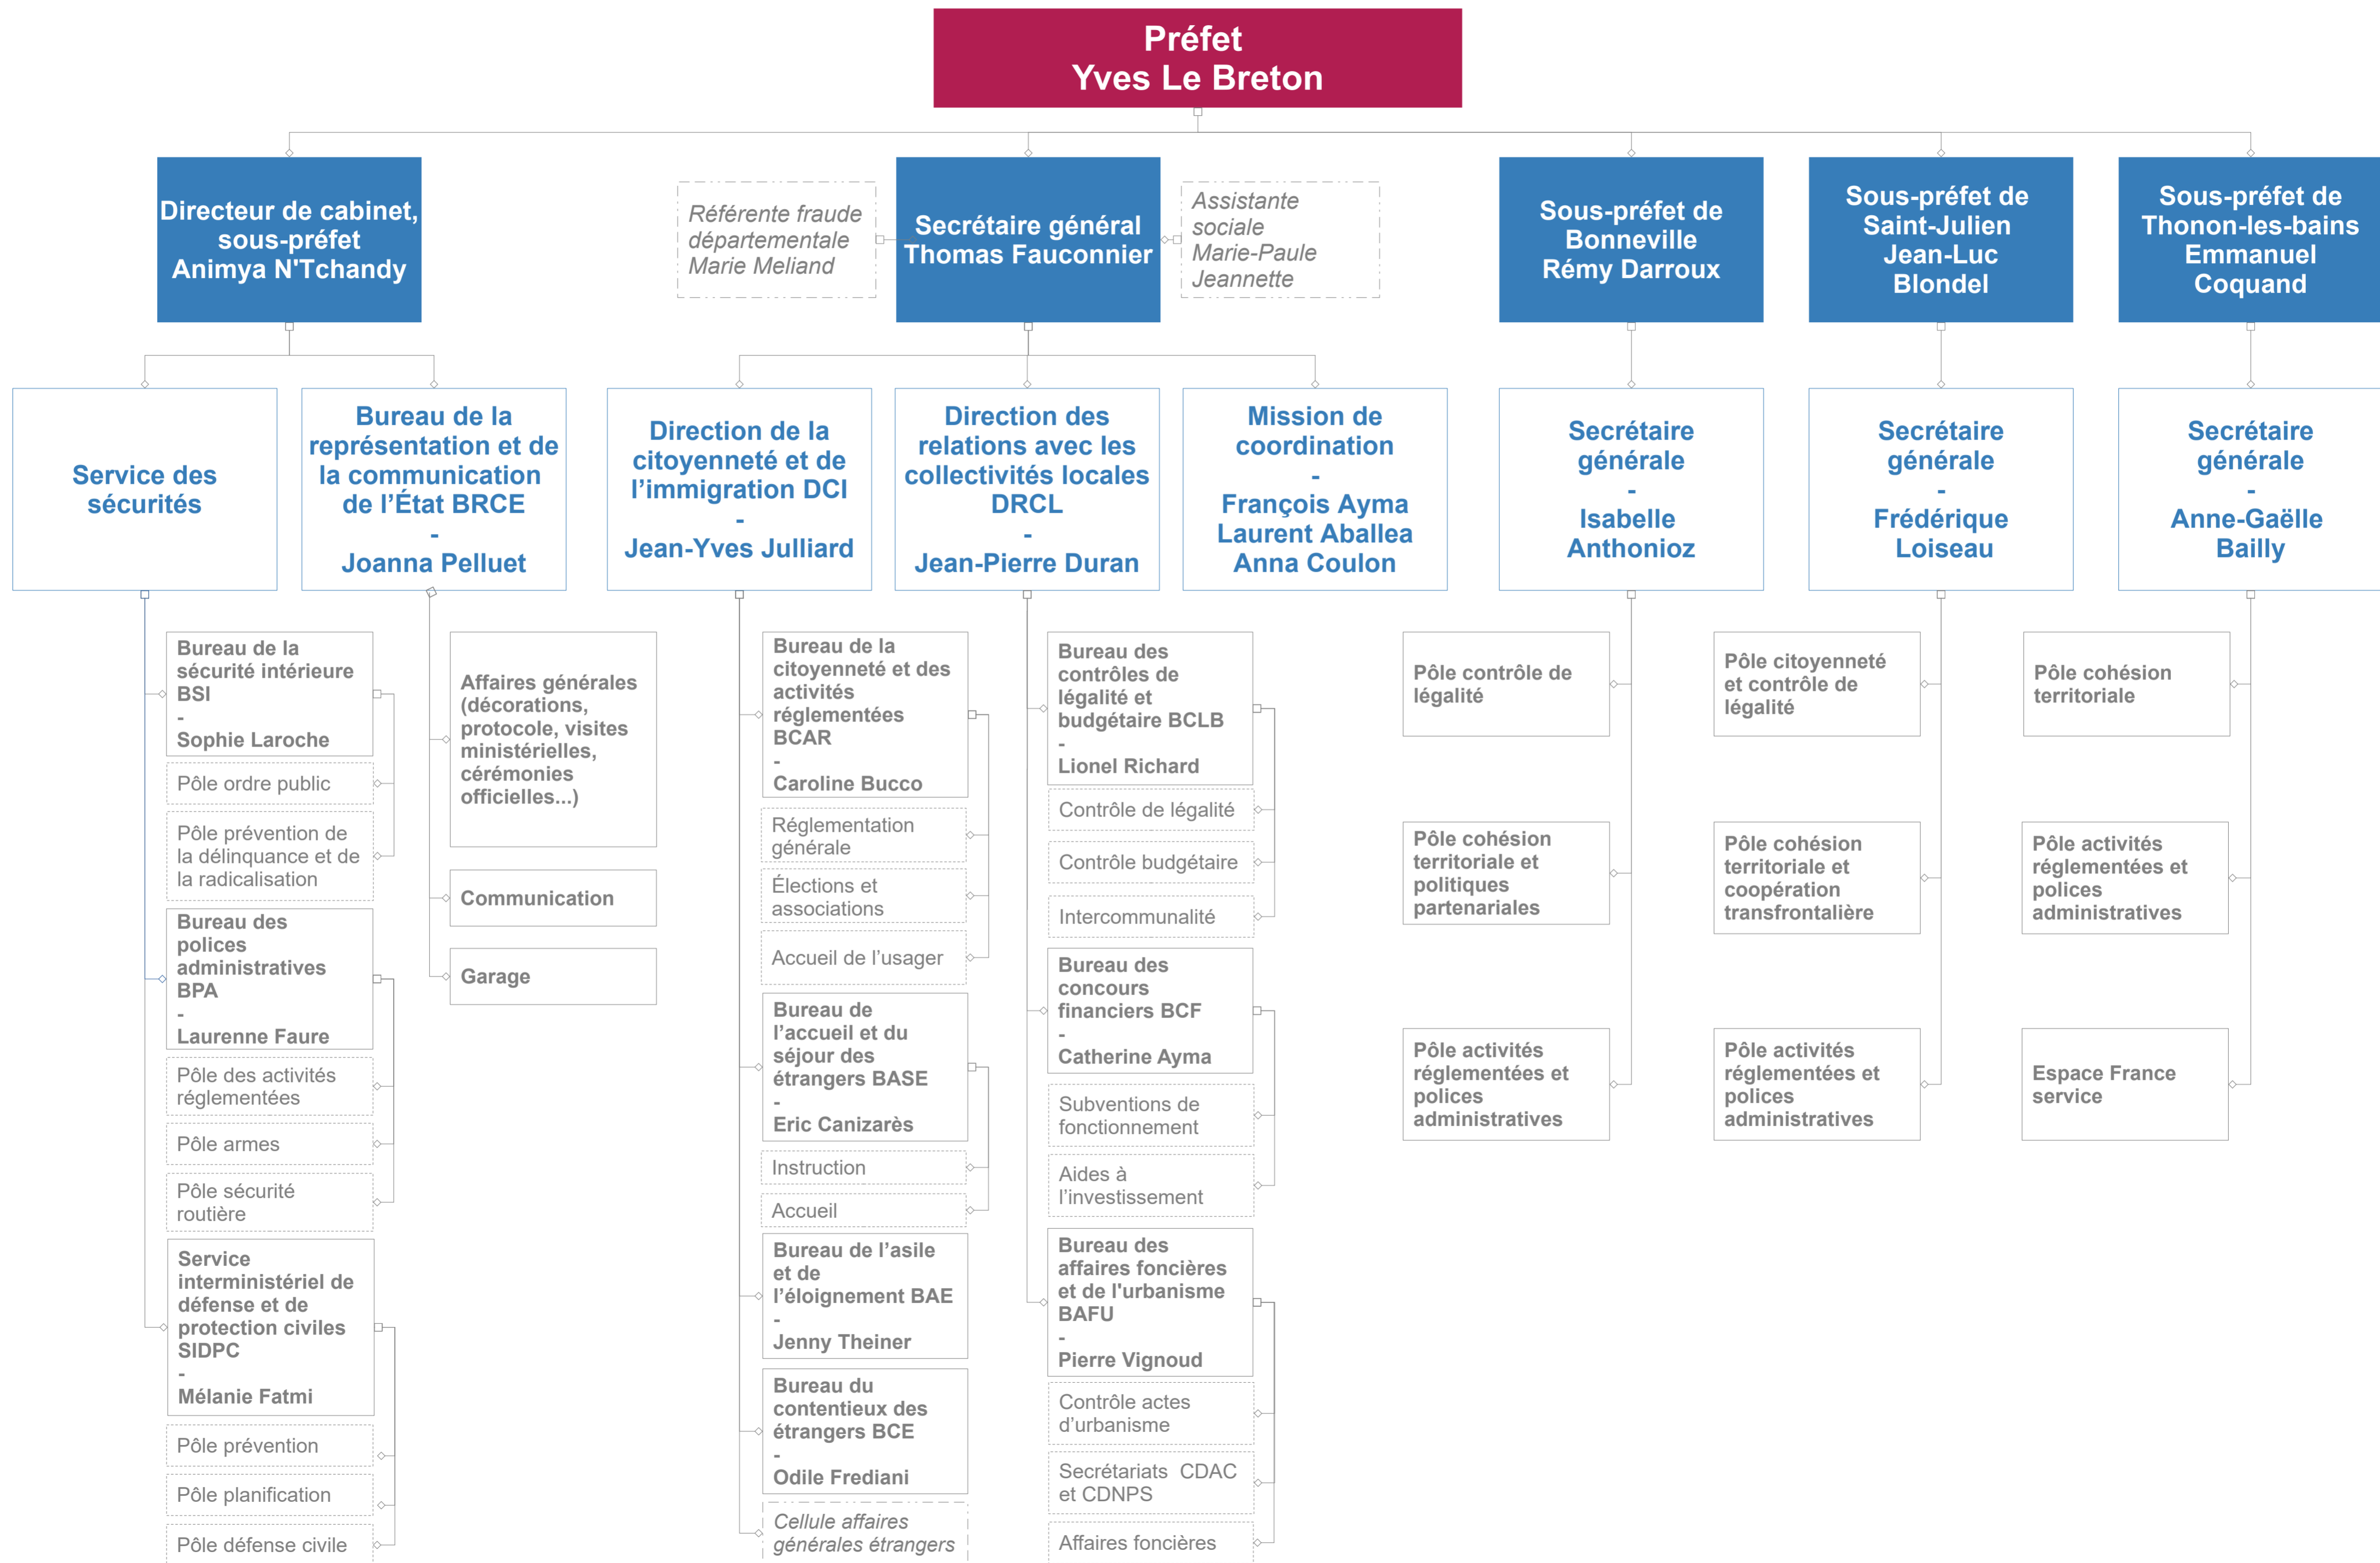 Préfet
Yves Le Breton
Directeur de cabinet,
sous-préfet
Animya N'Tchandy
Référente fraude
départementale
Marie Meliand
Secrétaire général
Thomas Fauconnier
Assistante
sociale
Marie-Paule
Jeannette
Sous-préfet de
Bonneville
Rémy Darroux
Sous-préfet de
Saint-Julien
Jean-Luc
Blondel
Sous-préfet de
Thonon-les-bains
Emmanuel
Coquand
Service des
sécurités
Bureau de la
représentation et de
la communication
de l’État BRCE
-
Joanna Pelluet
Direction de la
citoyenneté et de
l’immigration DCI
-
Jean-Yves Julliard
Direction des
relations avec les
collectivités locales
DRCL
-
Jean-Pierre Duran
Mission de
coordination
-
François Ayma
Laurent Aballea
Anna Coulon
Secrétaire
générale
-
Isabelle
Anthonioz
Secrétaire
générale
-
Frédérique
Loiseau
Secrétaire
générale
-
Anne-Gaëlle
Bailly
Bureau de la
sécurité intérieure
BSI
-
Sophie Laroche
Pôle ordre public
Pôle prévention de
la délinquance et de
la radicalisation
Bureau des
polices
administratives
BPA
-
Laurenne Faure
Pôle des activités
réglementées
Pôle armes
Pôle sécurité
routière
Service
interministériel de
défense et de
protection civiles
SIDPC
-
Mélanie Fatmi
Pôle prévention
Pôle planification
Pôle défense civile
Affaires générales
(décorations,
protocole, visites
ministérielles,
cérémonies
officielles...)
Communication
Garage
Bureau de la
citoyenneté et des
activités
réglementées
BCAR
-
Caroline Bucco
Réglementation
générale
Élections et
associations
Accueil de l’usager
Bureau de
l’accueil et du
séjour des
étrangers BASE
-
Eric Canizarès
Instruction
Accueil
Bureau de l’asile
et de
l’éloignement BAE
-
Jenny Theiner
Bureau du
contentieux des
étrangers BCE
-
Odile Frediani
Cellule affaires
générales étrangers
Bureau des
contrôles de
légalité et
budgétaire BCLB
-
Lionel Richard
Contrôle de légalité
Contrôle budgétaire
Intercommunalité
Bureau des
concours
financiers BCF
-
Catherine Ayma
Subventions de
fonctionnement
Aides à
l’investissement
Bureau des
affaires foncières
et de l'urbanisme
BAFU
-
Pierre Vignoud
Contrôle actes
d’urbanisme
Secrétariats  CDAC
et CDNPS
Affaires foncières
Pôle contrôle de
légalité
Pôle cohésion
territoriale et
politiques
partenariales
Pôle activités
réglementées et
polices
administratives
Pôle citoyenneté
et contrôle de
légalité
Pôle cohésion
territoriale et
coopération
transfrontalière
Pôle activités
réglementées et
polices
administratives
Pôle cohésion
territoriale
Pôle activités
réglementées et
polices
administratives
Espace France
service